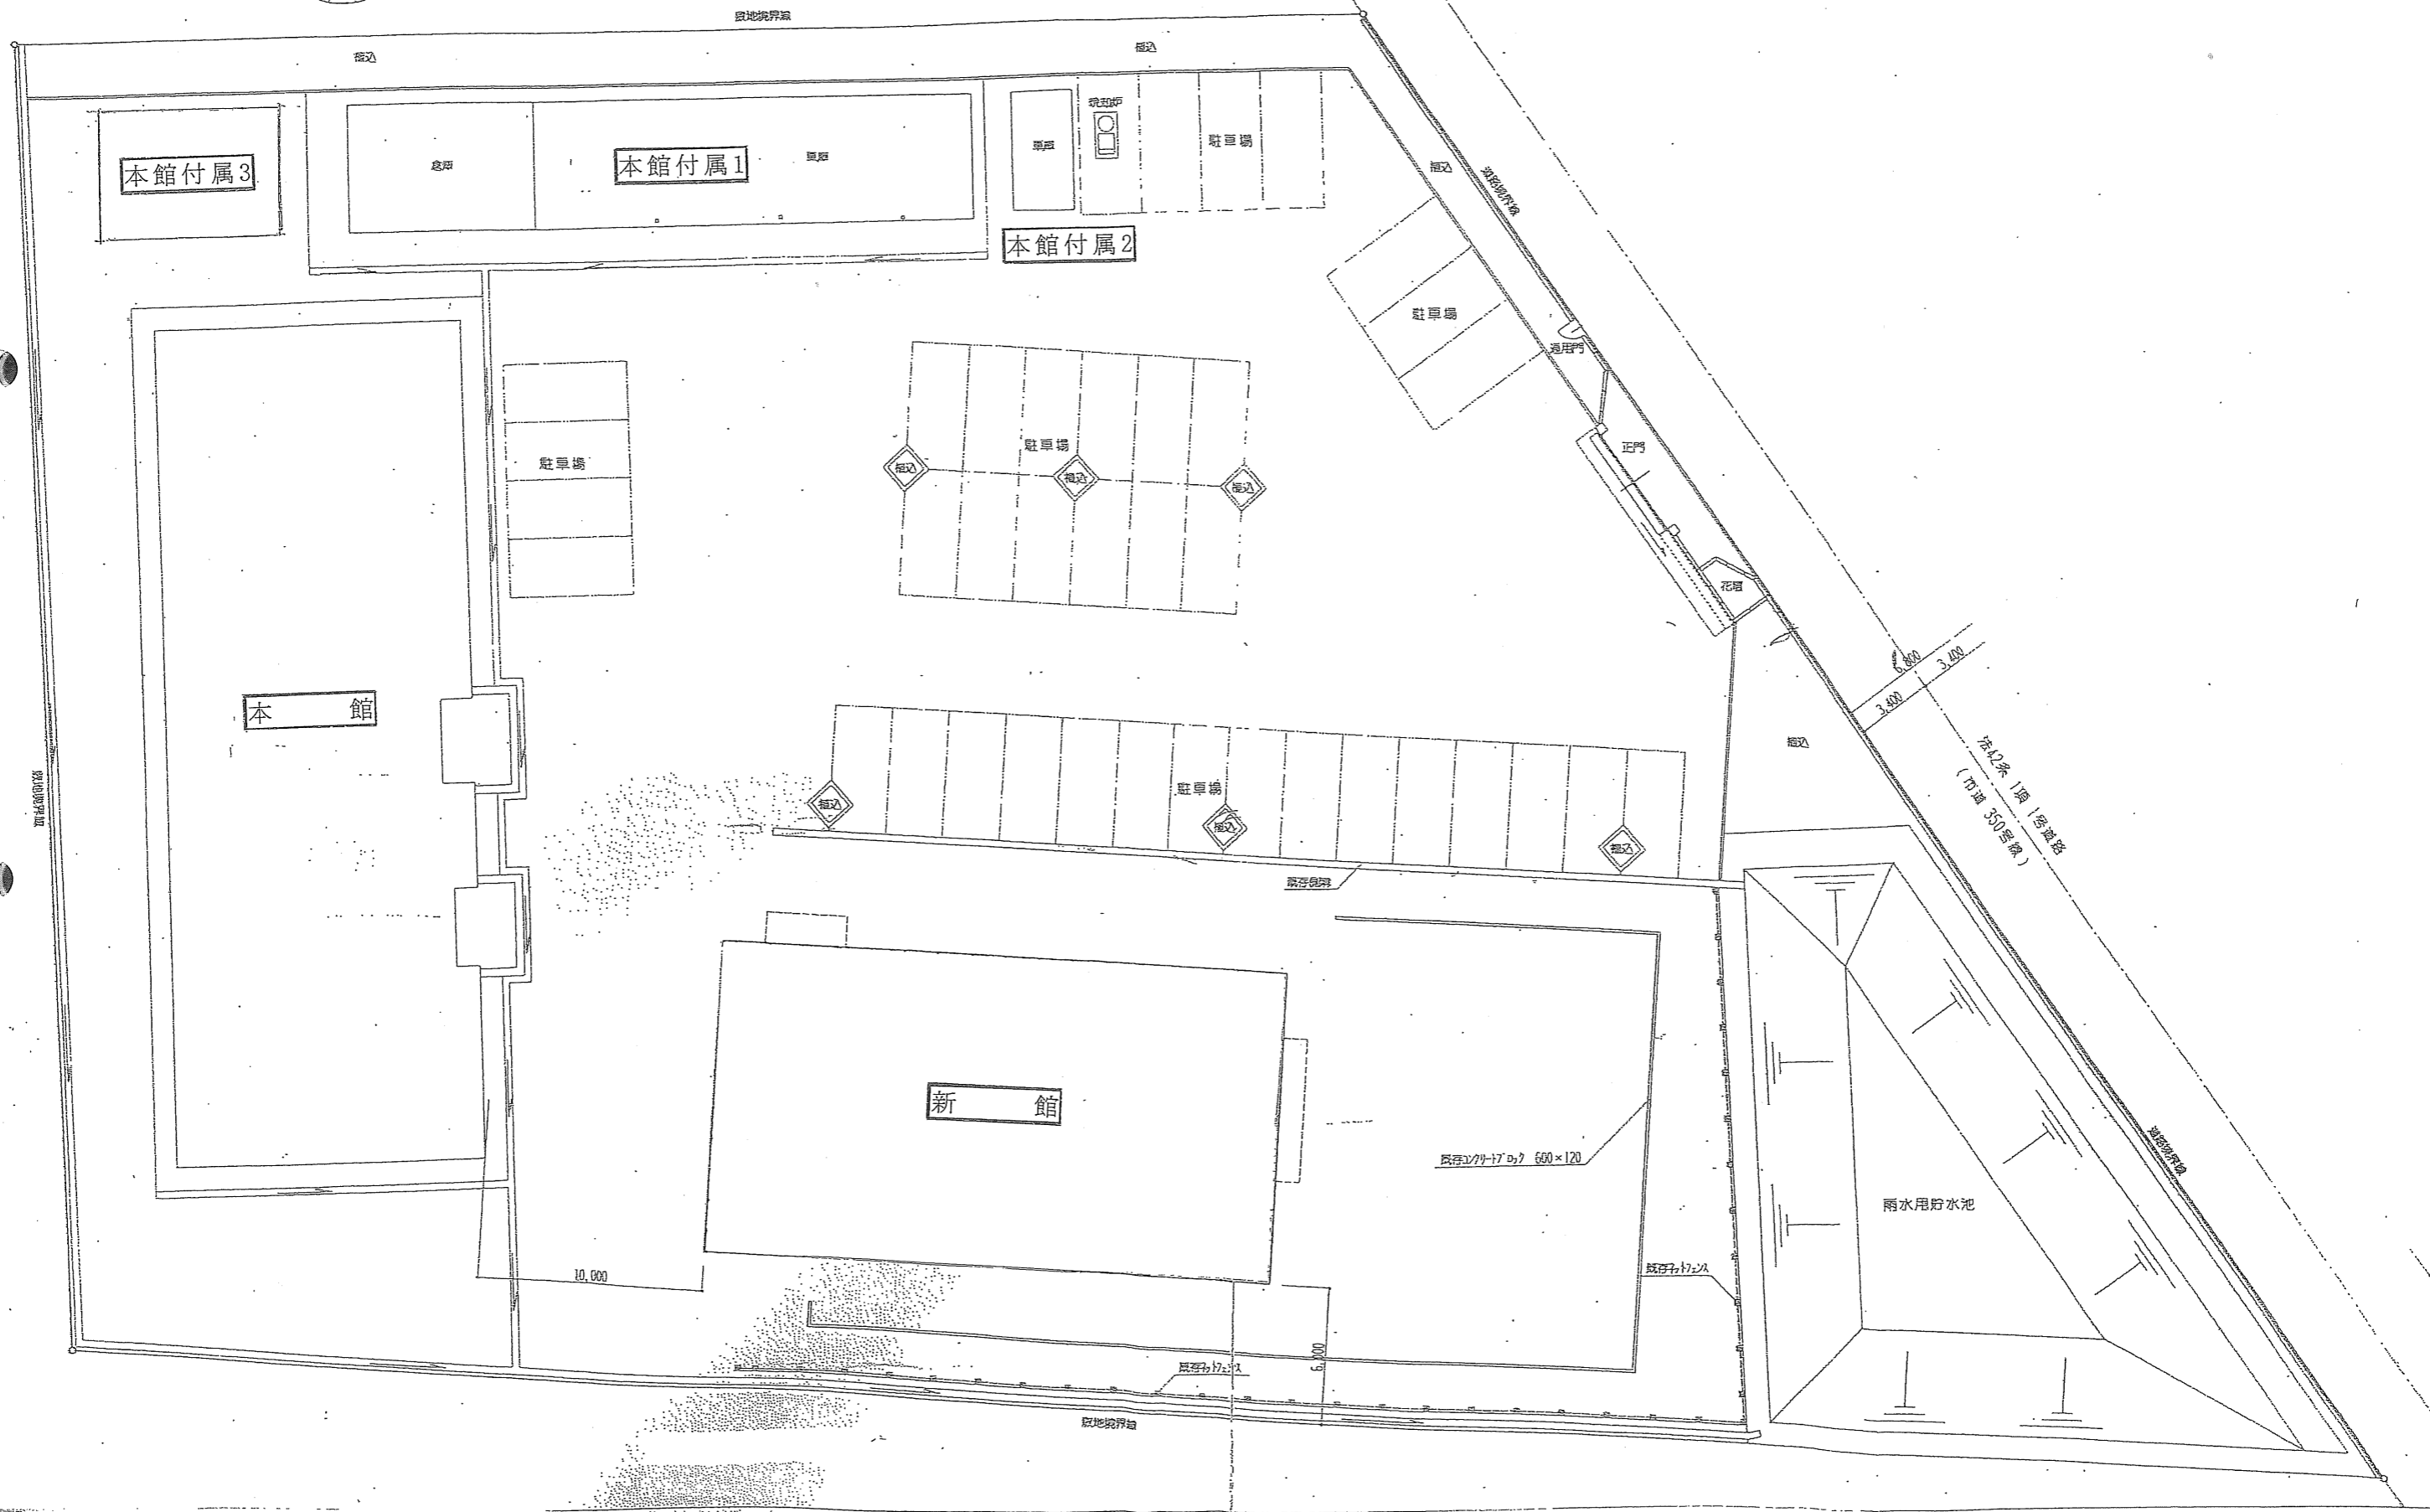 敷地境界線
植込
植込
焼却炉
駐車場
倉庫
本館付属1
車庫
車庫
本館付属3
植込
道路境界線
本館付属2
駐車場
通用門
駐車場
駐車場
植込
植込
植込
正門
花壇
6,800
3,400
3,400
本 館
植込
法42条 1項 1号道路
(市道 350号線)
敷地境界線
駐車場
植込
植込
植込
既存側溝
新 館
既存コンクリートブロック 600×120
道路境界線
雨水用貯水池
10,000
既存ネットフェンス
6,000
既存ネットフェンス
敷地境界線